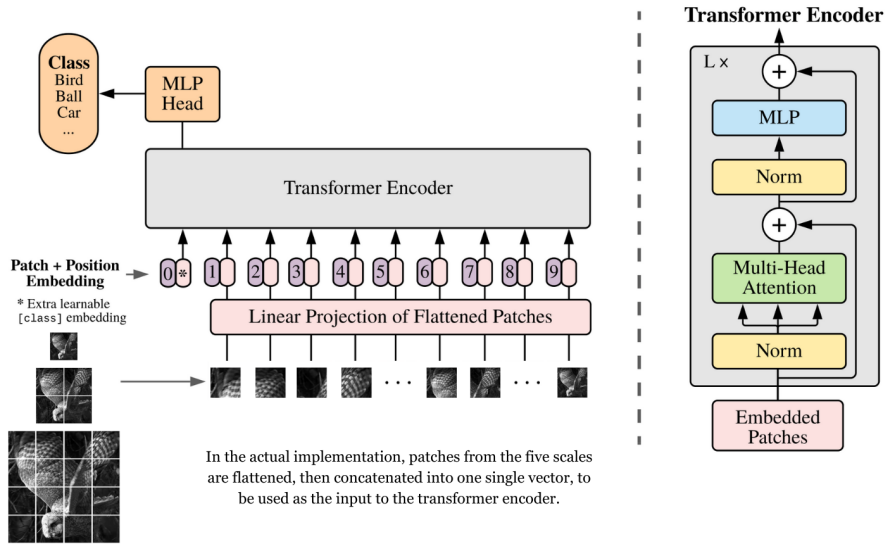 Class
Bird
Ball
Car
...
MLP
Head
Transformer Encoder
Patch + Position
Embedding
* Extra learnable
[class] embedding
0 * 1 2 3 4 5 6 7 8 9
Linear Projection of Flattened Patches
... ...
In the actual implementation, patches from the five scales
are flattened, then concatenated into one single vector, to
be used as the input to the transformer encoder.
Transformer Encoder
L ×
+
MLP
Norm
+
Multi-Head
Attention
Norm
Embedded
Patches